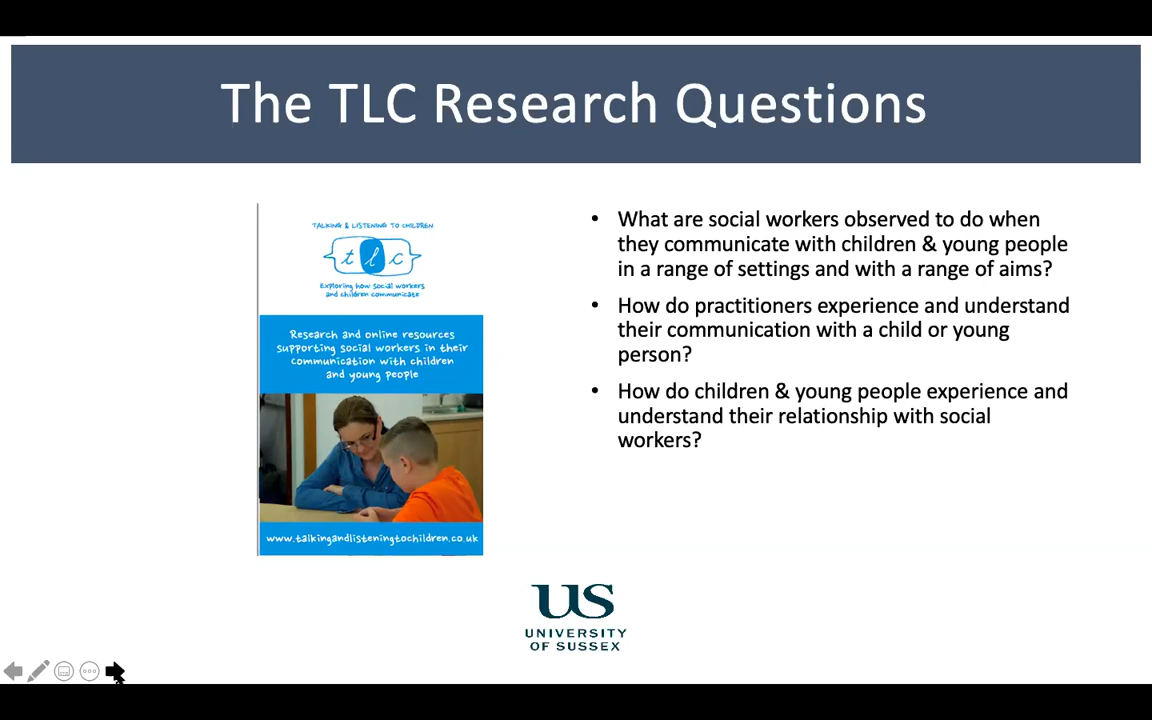 The TLC Research Questions
TALKING & LISTENING TO CHILDREN
t l c
Exploring how social workers
and children communicate
Research and online resources
supporting social workers in their
communication with children
and young people
www.talkingandlisteningtochildren.co.uk
• What are social workers observed to do when
they communicate with children & young people
in a range of settings and with a range of aims?
• How do practitioners experience and understand
their communication with a child or young
person?
• How do children & young people experience and
understand their relationship with social
workers?
US
UNIVERSITY
OF SUSSEX